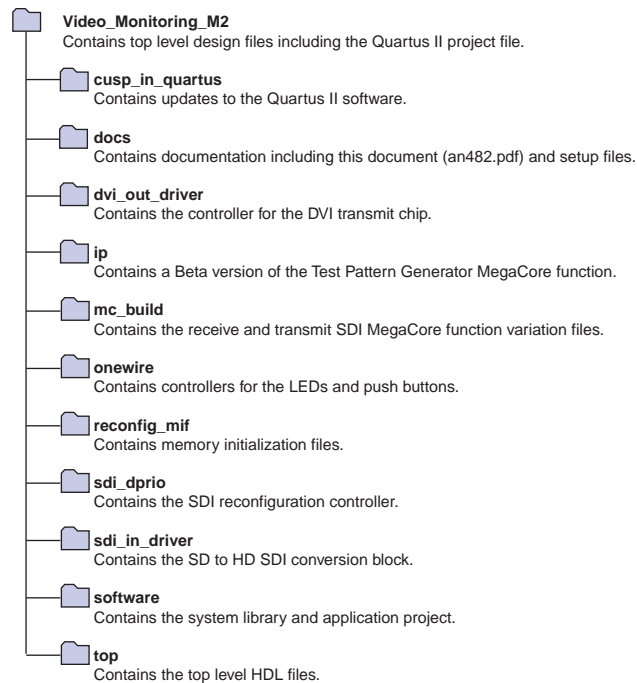 Video_Monitoring_M2
Contains top level design files including the Quartus II project file.
cusp_in_quartus
Contains updates to the Quartus II software.
docs
Contains documentation including this document (an482.pdf) and setup files.
dvi_out_driver
Contains the controller for the DVI transmit chip.
ip
Contains a Beta version of the Test Pattern Generator MegaCore function.
mc_build
Contains the receive and transmit SDI MegaCore function variation files.
onewire
Contains controllers for the LEDs and push buttons.
reconfig_mif
Contains memory initialization files.
sdi_dprio
Contains the SDI reconfiguration controller.
sdi_in_driver
Contains the SD to HD SDI conversion block.
software
Contains the system library and application project.
top
Contains the top level HDL files.